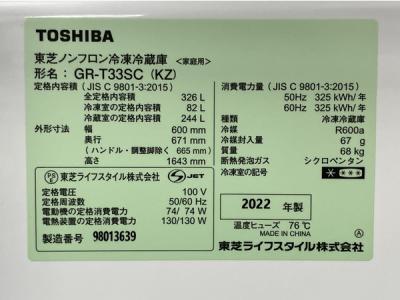 TOSHIBA
東芝ノンフロン冷凍冷蔵庫 <家庭用>
形名: GR-T33SC (KZ)
定格内容積 (JIS C 9801-3:2015)
全定格内容積 326 L
冷凍室の定格内容積 82 L
冷蔵室の定格内容積 244 L
外形寸法 幅 600 mm
奥行 671 mm
(ハンドル・調整脚除く 665 mm)
高さ 1643 mm
消費電力量 (JIS C 9801-3:2015)
50Hz 325 kWh/年
60Hz 325 kWh/年
種類 冷凍冷蔵庫
冷媒 R600a
冷媒封入量 67 g
質量 68 kg
断熱発泡ガス シクロペンタン
冷凍室の記号 * ***
PS
E
東芝ライフスタイル株式会社
S JET
定格電圧 100 V
定格周波数 50/60 Hz
電動機の定格消費電力 74/ 74 W
電熱装置の定格消費電力 130/130 W
製造番号 98013639
2022 年製
温度ヒューズ 76℃
MADE IN CHINA
(A)
東芝ライフスタイル株式会社